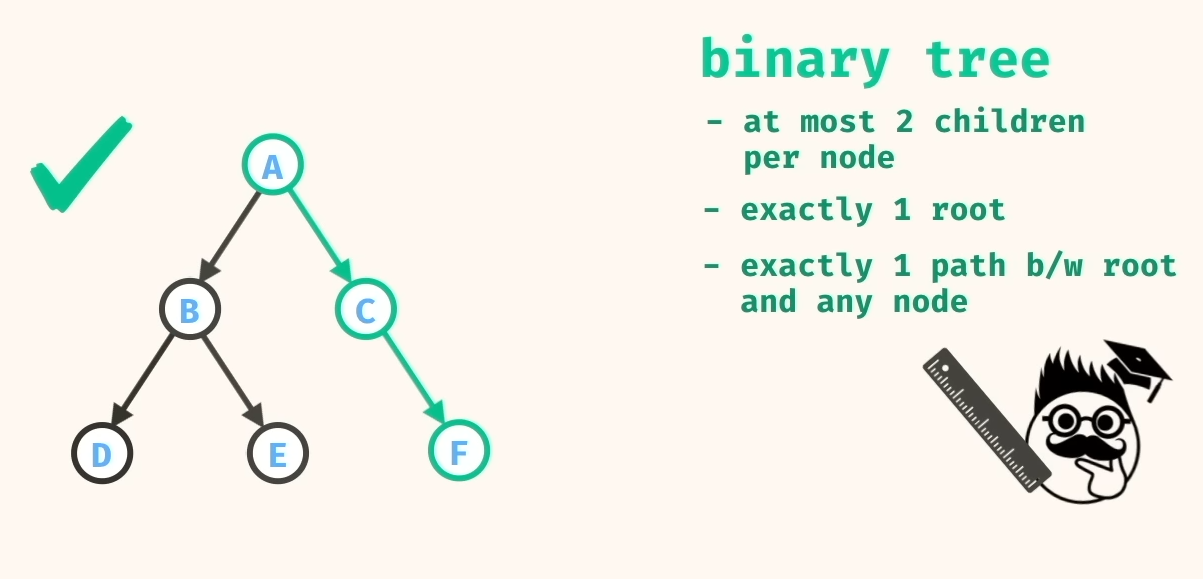 binary tree
- at most 2 children
per node
- exactly 1 root
- exactly 1 path b/w root
and any node
A
B
C
D
E
F